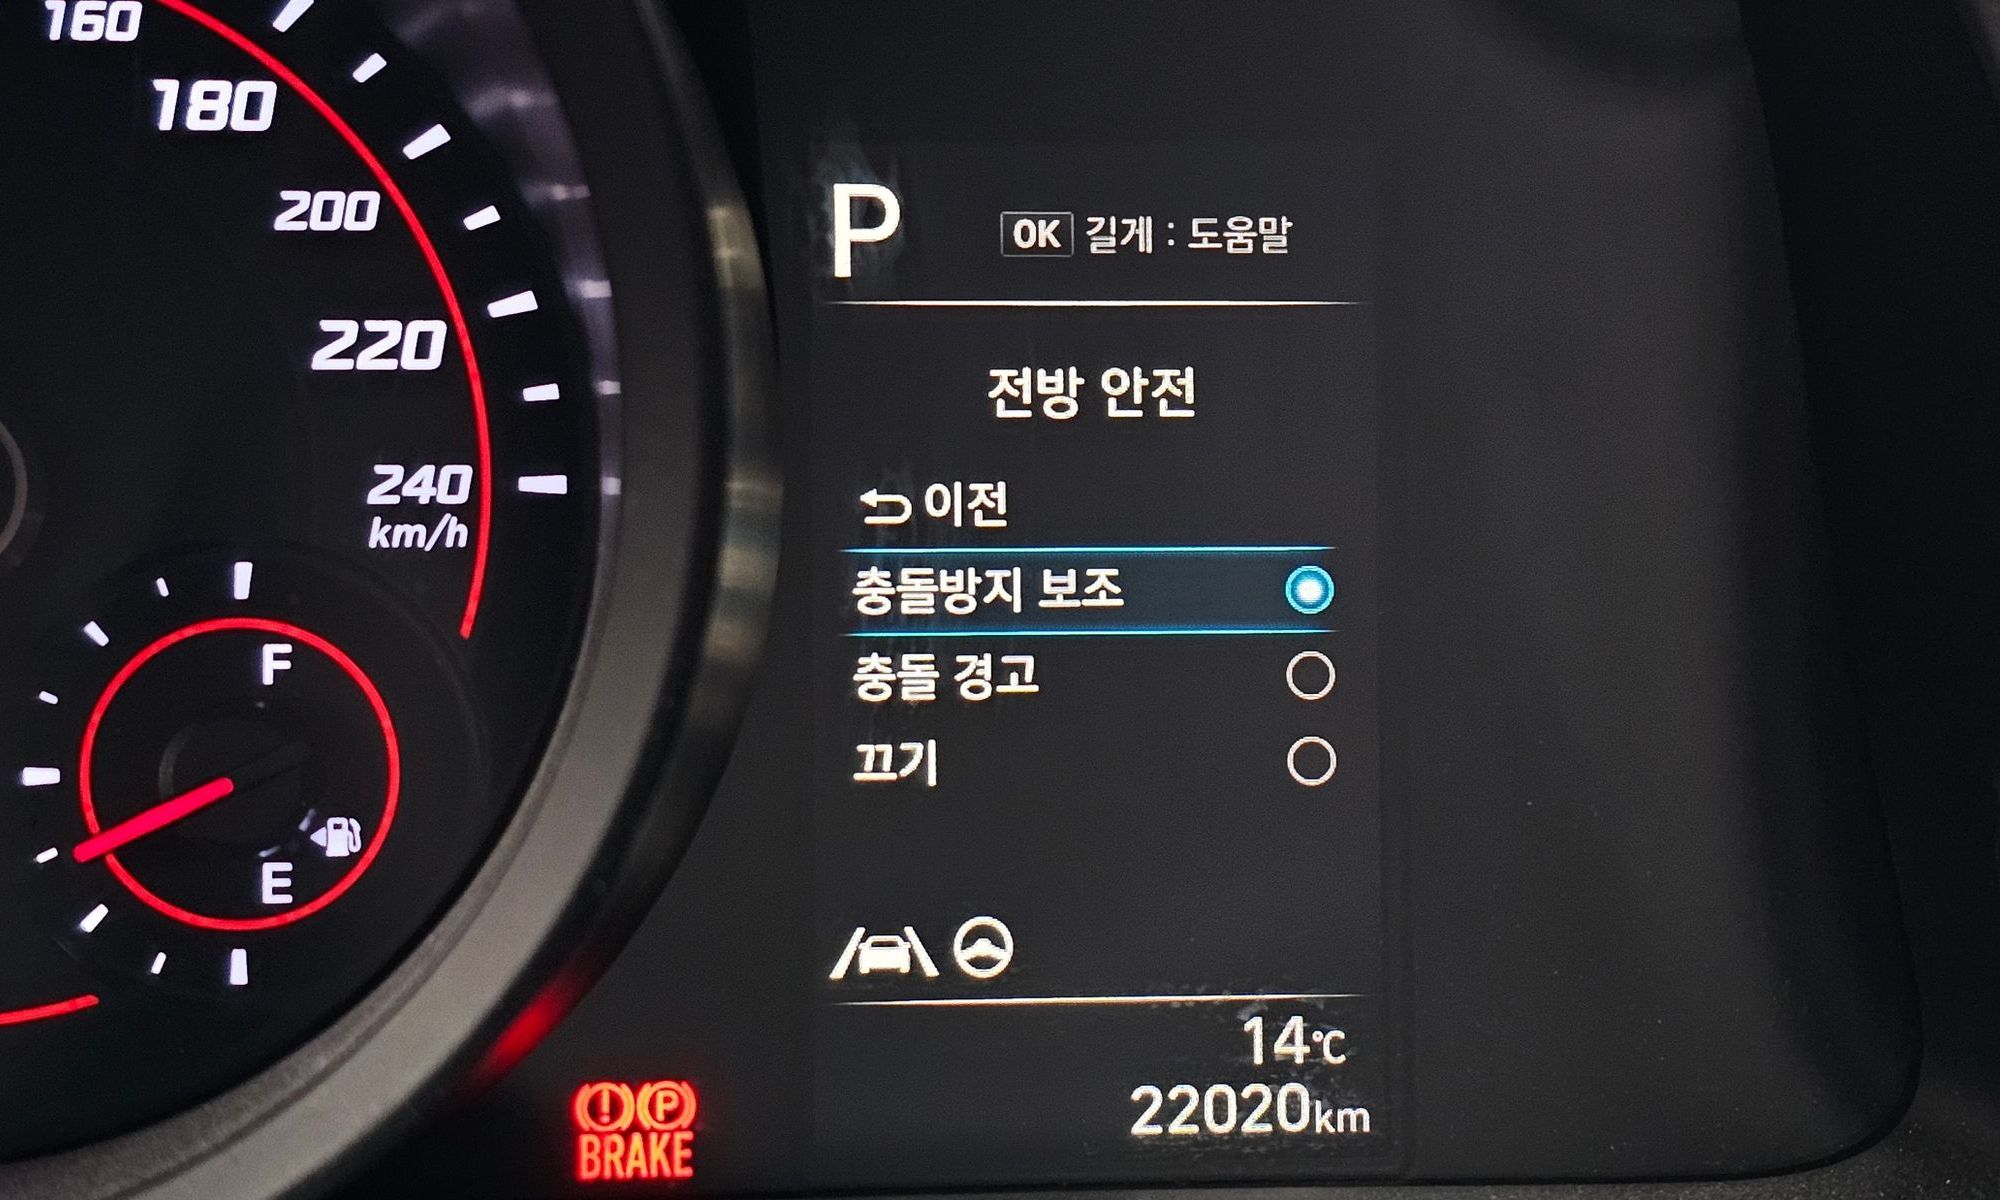 160
180
200
220
240
km/h
F
E
P
OK 길게 : 도움말
전방 안전
이전
충돌방지 보조
충돌 경고
끄기
14℃
22020km
(!) (P)
BRAKE